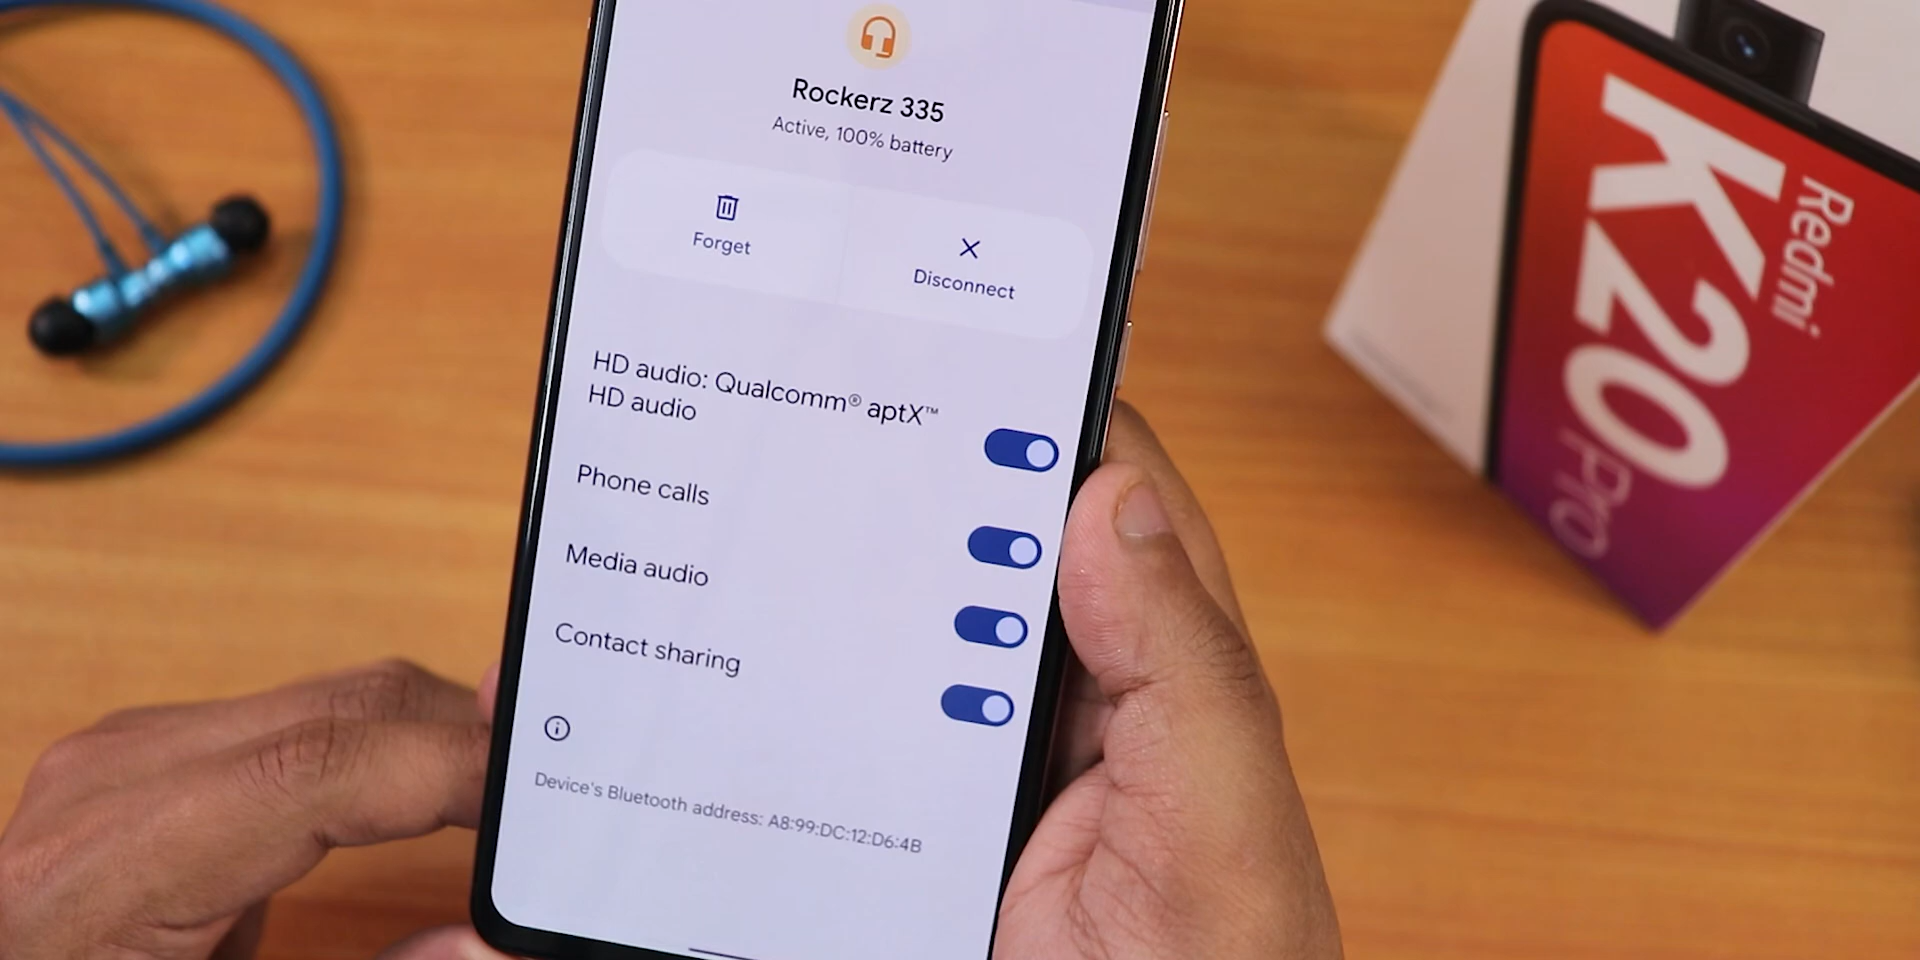 Rockerz 335
Active, 100% battery
Forget
Disconnect
HD audio: Qualcomm® aptX™
HD audio
Phone calls
Media audio
Contact sharing
Device's Bluetooth address: A8:99:DC:12:D6:4B
Redmi
K20
Pro